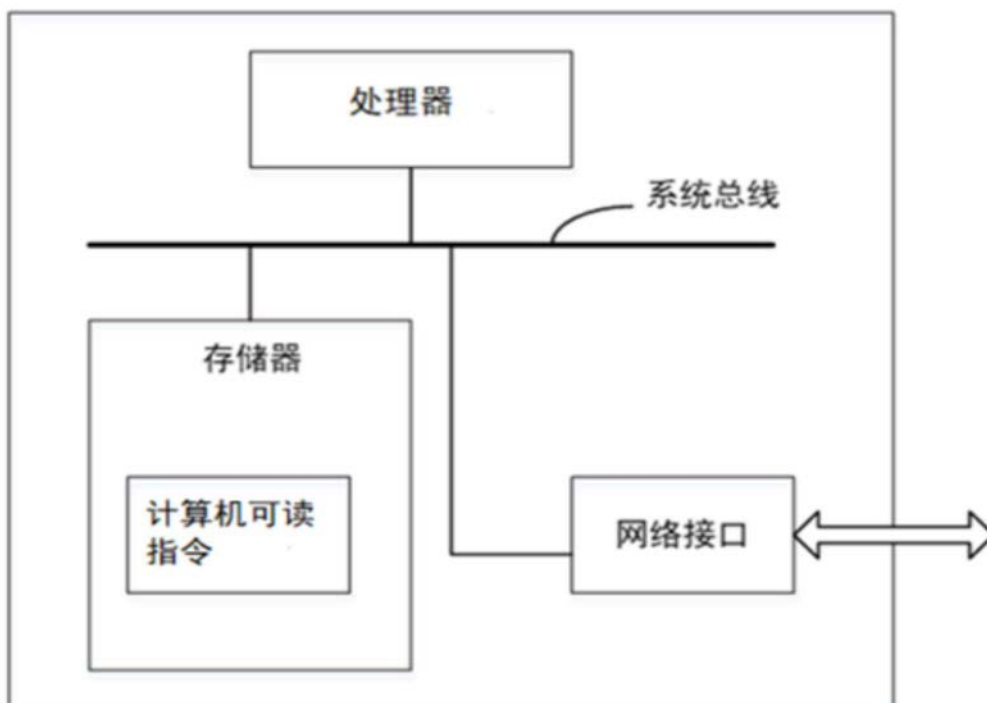 处理器
系统总线
存储器
计算机可读
指令
网络接口